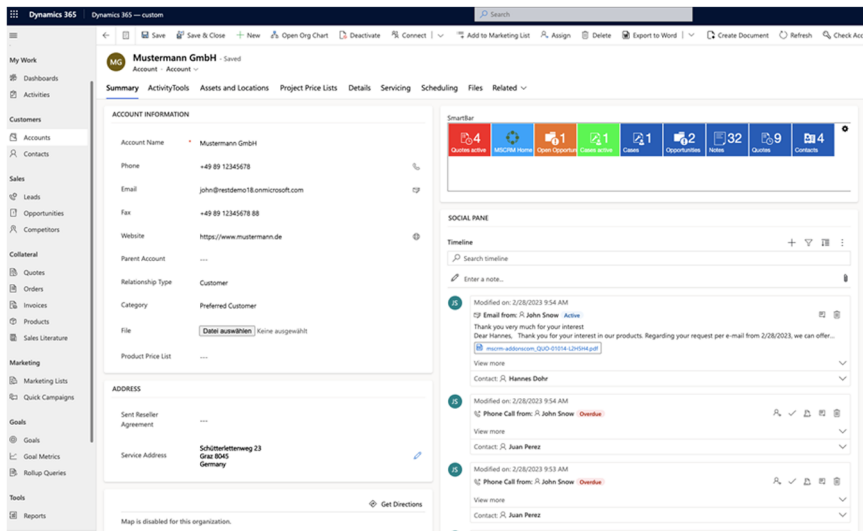 Dynamics 365 Dynamics 365 — custom Search
Save Save & Close New Open Org Chart Deactivate Connect Add to Marketing List Assign Delete Export to Word Create Document Refresh Check Acc
MG Mustermann GmbH - Saved
Account · Account
Summary ActivityTools Assets and Locations Project Price Lists Details Servicing Scheduling Files Related
My Work
Dashboards
Activities
Customers
Accounts
Contacts
Sales
Leads
Opportunities
Competitors
Collateral
Quotes
Orders
Invoices
Products
Sales Literature
Marketing
Marketing Lists
Quick Campaigns
Goals
Goals
Goal Metrics
Rollup Queries
Tools
Reports
ACCOUNT INFORMATION
Account Name * Mustermann GmbH
Phone +49 89 12345678
Email john@restdemo18.onmicrosoft.com
Fax +49 89 12345678 88
Website https://www.mustermann.de
Parent Account ---
Relationship Type Customer
Category Preferred Customer
File Datei auswählen Keine ausgewählt
Product Price List ---
ADDRESS
Sent Reseller
Agreement ---
Service Address Schütterlettenweg 23
Graz 8045
Germany
Get Directions
Map is disabled for this organization.
SmartBar
4 1 1 1 2 32 9 4
Quotes active MSCRM Home Open Opportun Cases active Cases Opportunities Notes Quotes Contacts
SOCIAL PANE
Timeline
Search timeline
Enter a note...
JS Modified on: 2/28/2023 9:54 AM
Email from: John Snow Active
Thank you very much for your interest
Dear Hannes, Thank you for your interest in our products. Regarding your request per e-mail from 2/28/2023, we can offer...
mscrm-addonscom_QUO-01014-L2H5H4.pdf
View more
Contact: Hannes Dohr
JS Modified on: 2/28/2023 9:54 AM
Phone Call from: John Snow Overdue
View more
Contact: Juan Perez
JS Modified on: 2/28/2023 9:53 AM
Phone Call from: John Snow Overdue
View more
Contact: Juan Perez